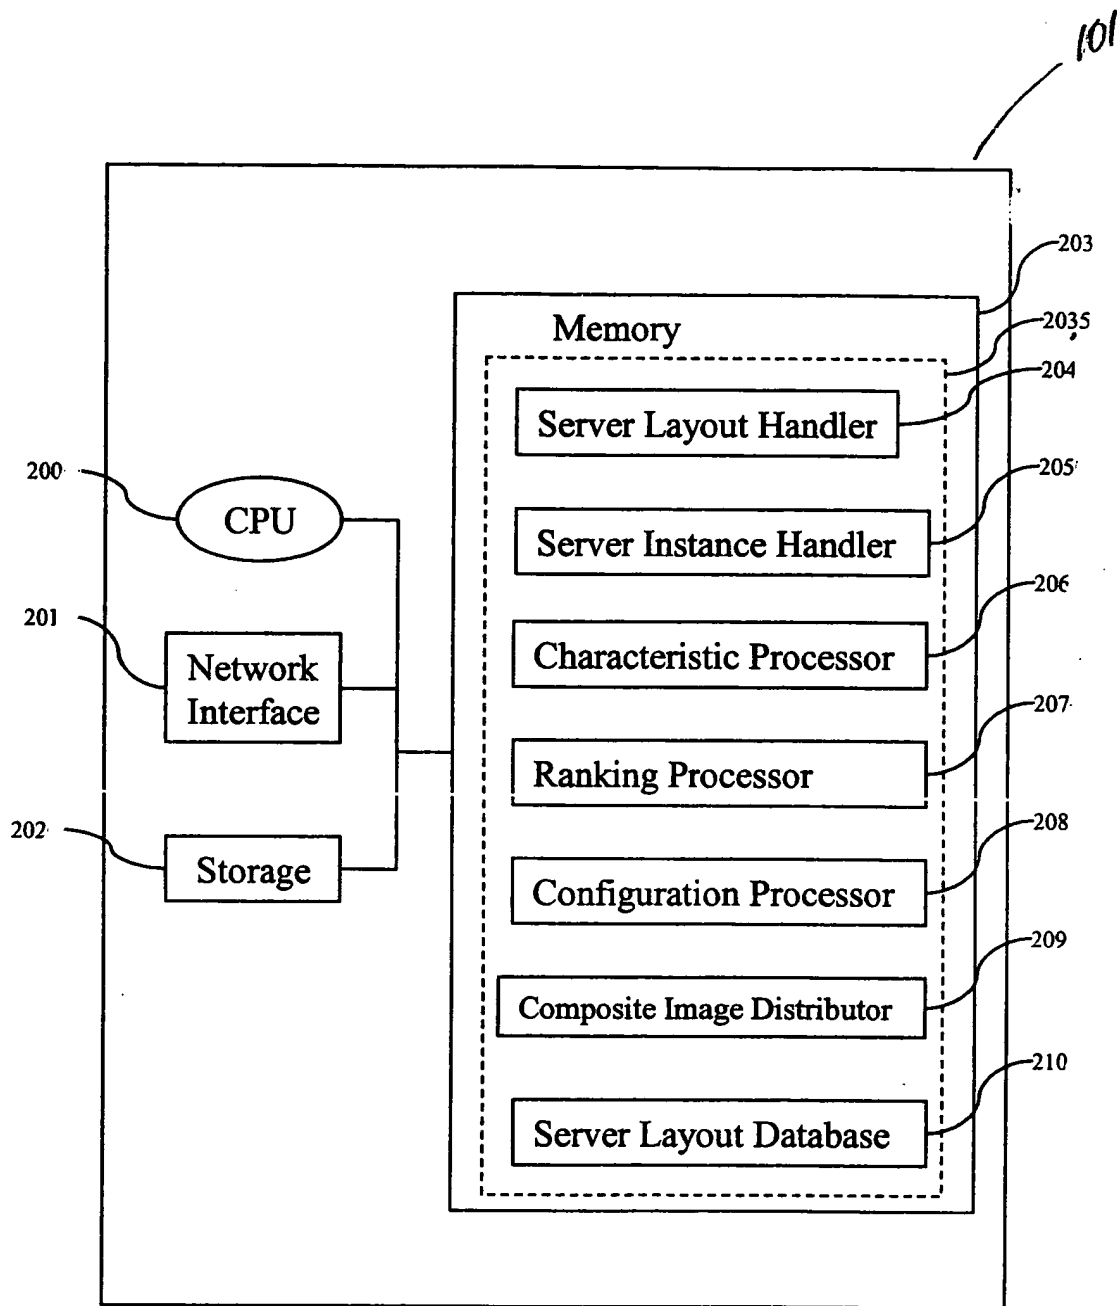 101
203
Memory
2035
204
Server Layout Handler
205
200
CPU
Server Instance Handler
206
201
Network
Interface
Characteristic Processor
207
Ranking Processor
202
Storage
208
Configuration Processor
209
Composite Image Distributor
210
Server Layout Database